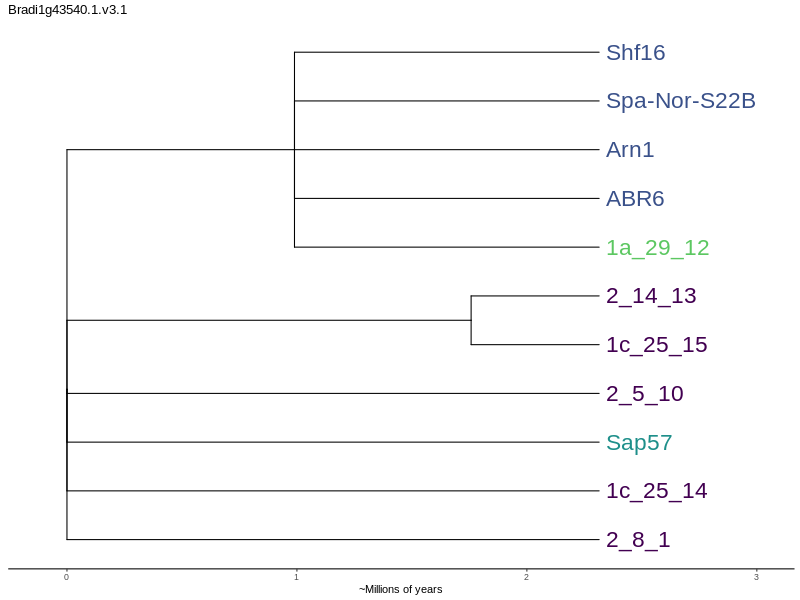 Bradi1g43540.1.v3.1
Shf16
Spa-Nor-S22B
Arn1
ABR6
1a_29_12
2_14_13
1c_25_15
2_5_10
Sap57
1c_25_14
2_8_1
0 1 2 3
~Millions of years